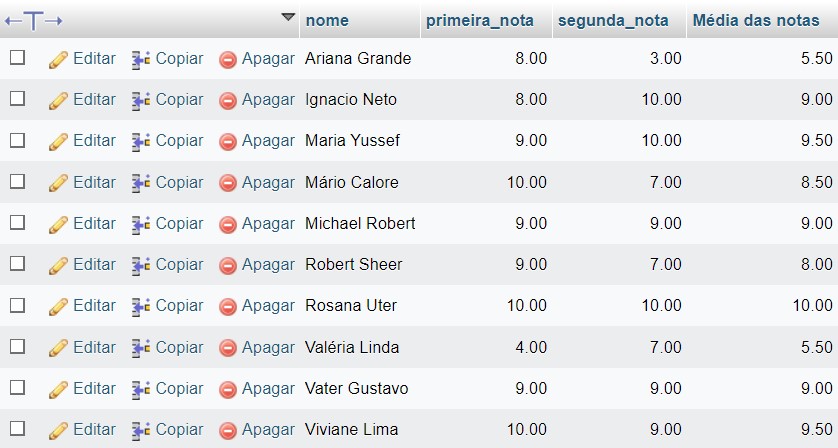 nome primeira_nota segunda_nota Média das notas
Editar Copiar Apagar Ariana Grande 8.00 3.00 5.50
Editar Copiar Apagar Ignacio Neto 8.00 10.00 9.00
Editar Copiar Apagar Maria Yussef 9.00 10.00 9.50
Editar Copiar Apagar Mário Calore 10.00 7.00 8.50
Editar Copiar Apagar Michael Robert 9.00 9.00 9.00
Editar Copiar Apagar Robert Sheer 9.00 7.00 8.00
Editar Copiar Apagar Rosana Uter 10.00 10.00 10.00
Editar Copiar Apagar Valéria Linda 4.00 7.00 5.50
Editar Copiar Apagar Vater Gustavo 9.00 9.00 9.00
Editar Copiar Apagar Viviane Lima 10.00 9.00 9.50